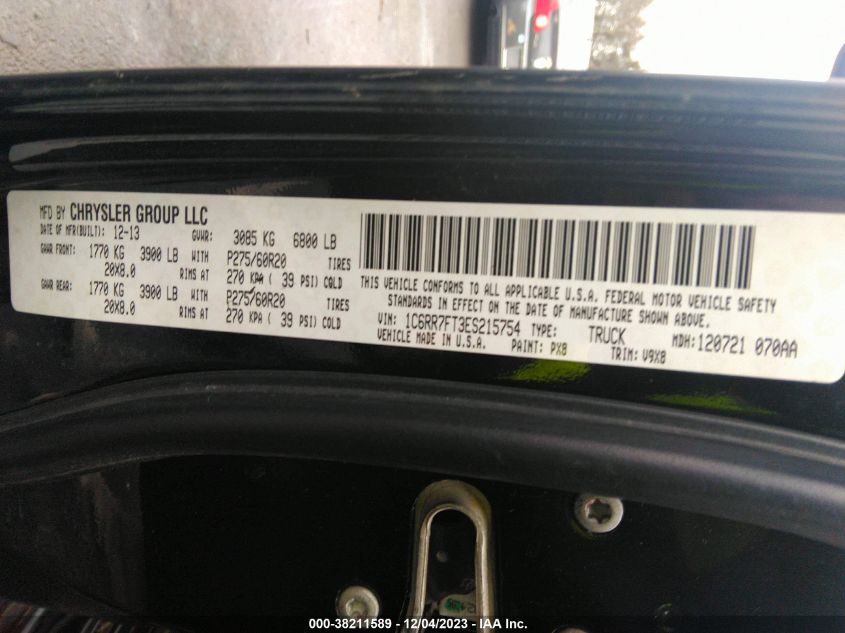 MFD BY CHRYSLER GROUP LLC
DATE OF MFR(BUILT): 12-13 GVWR: 3085 KG 6800 LB
GAWR FRONT: 1770 KG 3900 LB WITH P275/60R20 TIRES
20X8.0 RIMS AT 270 KPA ( 39 PSI) COLD
GAWR REAR: 1770 KG 3900 LB WITH P275/60R20 TIRES
20X8.0 RIMS AT 270 KPA ( 39 PSI) COLD
THIS VEHICLE CONFORMS TO ALL APPLICABLE U.S.A. FEDERAL MOTOR VEHICLE SAFETY
STANDARDS IN EFFECT ON THE DATE OF MANUFACTURE SHOWN ABOVE.
VIN: 1C6RR7FT3ES215754 TYPE: TRUCK MDH:120721 070AA
VEHICLE MADE IN U.S.A. PAINT: PX8 TRIM: V9X8
000-38211589 - 12/04/2023 - IAA Inc.